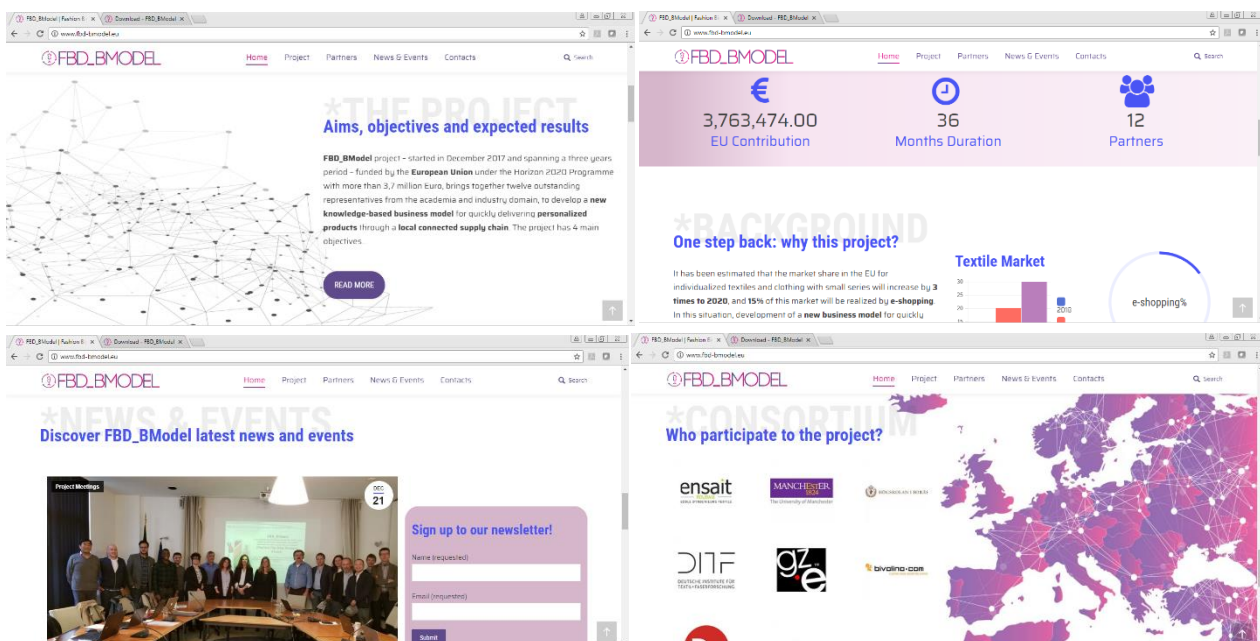 FBD_BModel | Fashion B
Download - FBD_BModel
www.fbd-bmodel.eu
FBD_BMODEL
Home
Project
Partners
News & Events
Contacts
Search
*THE PROJECT
Aims, objectives and expected results
FBD_BModel project – started in December 2017 and spanning a three years
period – funded by the European Union under the Horizon 2020 Programme
with more than 3,7 million Euro, brings together twelve outstanding
representatives from the academia and industry domain, to develop a new
knowledge-based business model for quickly delivering personalized
products through a local connected supply chain. The project has 4 main
objectives
READ MORE
FBD_BModel | Fashion B
Download - FBD_BModel
www.fbd-bmodel.eu
FBD_BMODEL
Home
Project
Partners
News & Events
Contacts
Search
€
3,763,474.00
EU Contribution
36
Months Duration
12
Partners
*BACKGROUND
One step back: why this project?
It has been estimated that the market share in the EU for
individualized textiles and clothing with small series will increase by 3
times to 2020, and 15% of this market will be realized by e-shopping.
In this situation, development of a new business model for quickly
Textile Market
30
25
20
15
2010
e-shopping%
FBD_BModel | Fashion B
Download - FBD_BModel
www.fbd-bmodel.eu
FBD_BMODEL
Home
Project
Partners
News & Events
Contacts
Search
*NEWS & EVENTS
Discover FBD_BModel latest news and events
Project Meetings
DEC
21
Sign up to our newsletter!
Name (requested)
Email (requested)
Submit
FBD_BModel | Fashion B
Download - FBD_BModel
www.fbd-bmodel.eu
FBD_BMODEL
Home
Project
Partners
News & Events
Contacts
Search
*CONSORTIUM
Who participate to the project?
ensait
MANCHESTER
1824
The University of Manchester
HÖGSKOLAN I BORÅS
DITF
DEUTSCHE INSTITUTE FÜR
TEXTIL+FASERFORSCHUNG
gze
bivolino.com